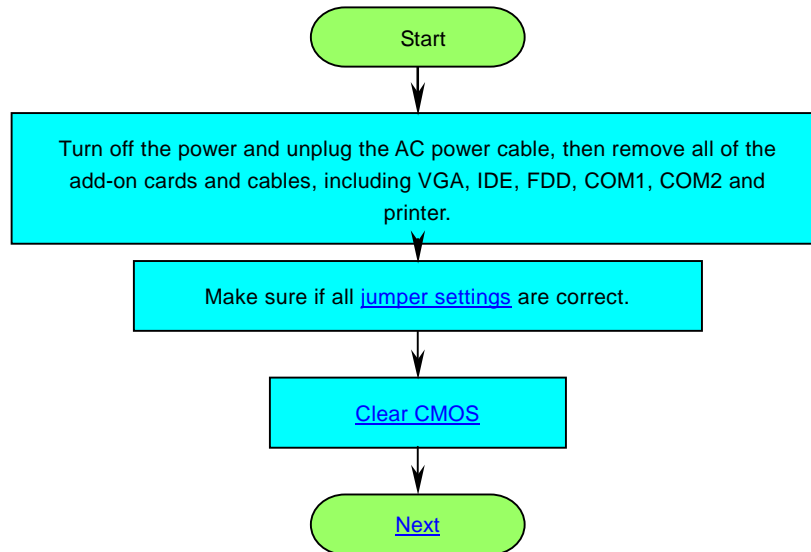 Start
Turn off the power and unplug the AC power cable, then remove all of the
add-on cards and cables, including VGA, IDE, FDD, COM1, COM2 and
printer.
Make sure if all jumper settings are correct.
Clear CMOS
Next